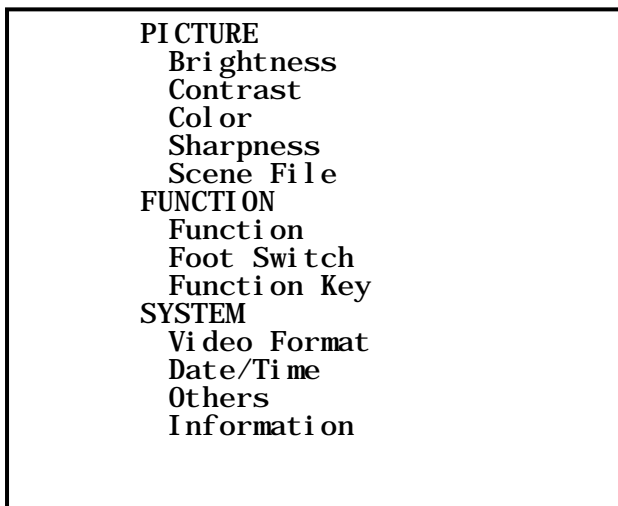 PICTURE
Brightness
Contrast
Color
Sharpness
Scene File
FUNCTION
Function
Foot Switch
Function Key
SYSTEM
Video Format
Date/Time
Others
Information